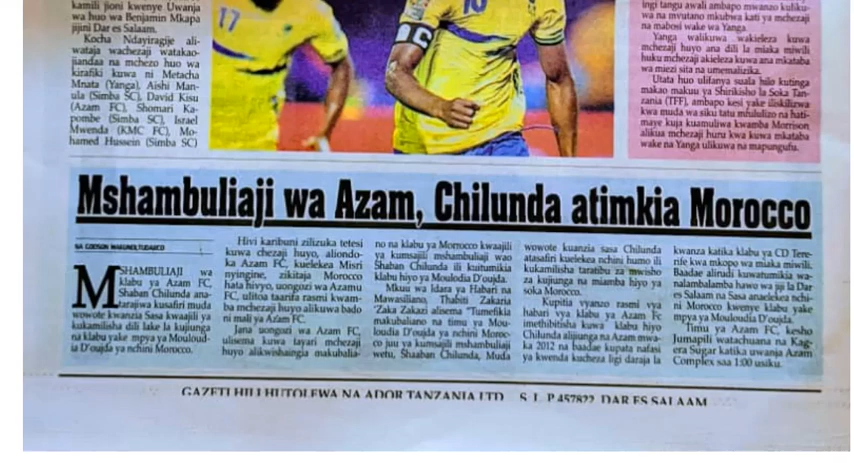 kamili jioni kwenye Uwanja
wa huo wa Benjamin Mkapa
jijini Dar es Salaam.
Kocha Ndayiragije ali-
wataja wachezaji watakao-
jiandaa na mchezo huo wa
kirafiki kuwa ni Metacha
Mnata (Yanga), Aishi Man-
ula (Simba SC), David Kisu
(Azam FC), Shomari Ka-
pombe (Simba SC), Israel
Mwenda (KMC FC), Mo-
hamed Hussein (Simba SC)
17
10
C
ingi tangu awali ambapo mwanzo kuliku-
wa na mvutano mkubwa kati ya mchezaji
na mabosi wake wa Yanga.
Yanga walikuwa wakieleza kuwa
mchezaji huyo ana dili la miaka miwili
huku mchezaji akieleza kuwa ana mkataba
wa miezi sita na umemalizika.
Utata huo ulifanya suala hilo kutinga
makao makuu ya Shirikisho la Soka Tan-
zania (TFF), ambapo kesi yake iliskilizwa
kwa muda wa siku tatu mfululizo na hati-
maye kuja kuamuliwa kwamba Morrison
alikua mchezaji huru kwa kuwa mkataba
wake na Yanga ulikuwa na mapungufu.
Mshambuliaji wa Azam, Chilunda atimkia Morocco
NA
MSHAMBULIAJI wa
klabu ya Azam FC,
Shaban Chilunda ana-
tarajiwa kusafiri muda
wowote kwanzia Sasa kwaajili ya
kukamilisha dili lake la kujiunga
na klabu yake mpya ya Mouloud-
ia D'oujda ya nchini Morocco.
Hivi karibuni zilizuka tetesi
kuwa chezaji huyo, aliondo-
ka Azam FC, kuelekea Misri
nyingine, zikitaja Morocco
hata hivyo, uongozi wa Azamu
FC, ulitoa taarifa rasmi kwam-
ba mchezaji huyo alikuwa bado
ni mali ya Azam FC.
Jana uongozi wa Azam FC,
ulisema kuwa tayari mchezaji
huyo alikwishaingia makubalia-
no na klabu ya Morrocco kwaajili
ya kumsajili mshambuliaji wao
Shaban Chilunda ili kuitumikia
klabu hiyo ya Mouloudia D'oujda.
Mkuu wa Idara ya Habari na
Mawasiliano, Thabiti Zakaria
'Zaka Zakazi alisema "Tumefikia
makubaliano na timu ya Mou-
loudia D'oujda ya nchini Moroc-
co juu ya kumsajili mshambuliaji
wetu, Shaaban Chilunda, Muda
wowote kuanzia sasa Chilunda
atasafiri kuelekea nchini humo ili
kukamilisha taratibu za mwisho
za kujiunga na miamba hiyo ya
soka Morocco.
Kupitia vyanzo rasmi vya
habari vya klabu ya Azam FC
imethibitisha kuwa klabu hiyo
Chilunda alijiunga na Azam mwa-
ka 2012 na baadae kupata nafasi
ya kwenda kucheza ligi daraja la
kwanza katika klabu ya CD Tene-
rife kwa mkopo wa miaka miwili.
Baadae alirudi kuwatumikia wa-
nalambalamba hawo wa jiji la Dar
es Salaan na Sasa anaelekea nchi-
ni Morocco kwenye klabu yake
mpya ya Mouloudia D'oujda.
Timu ya Azam FC, kesho
Jumapili watachuana na Kag-
era Sugar katika uwanja Azam
Complex saa 1:00 usiku.
GAZETI HILI HUTOLEWA NA ADOR TANZANIA LTD S. L. P 457822, DAR ES SALAAM